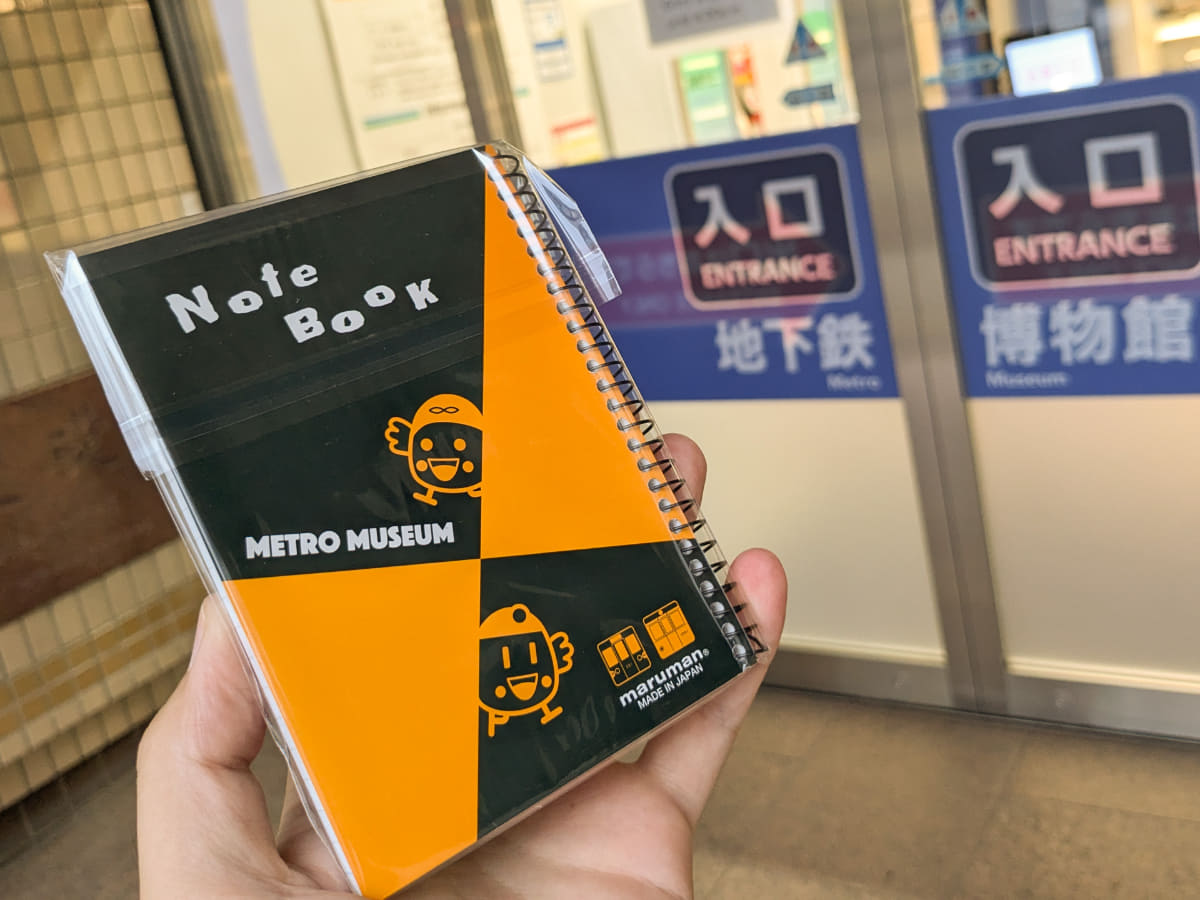 Note
Book
METRO MUSEUM
maruman®
MADE IN JAPAN
入口
ENTRANCE
地下鉄
Metro
入口
ENTRANCE
博物館
Museum